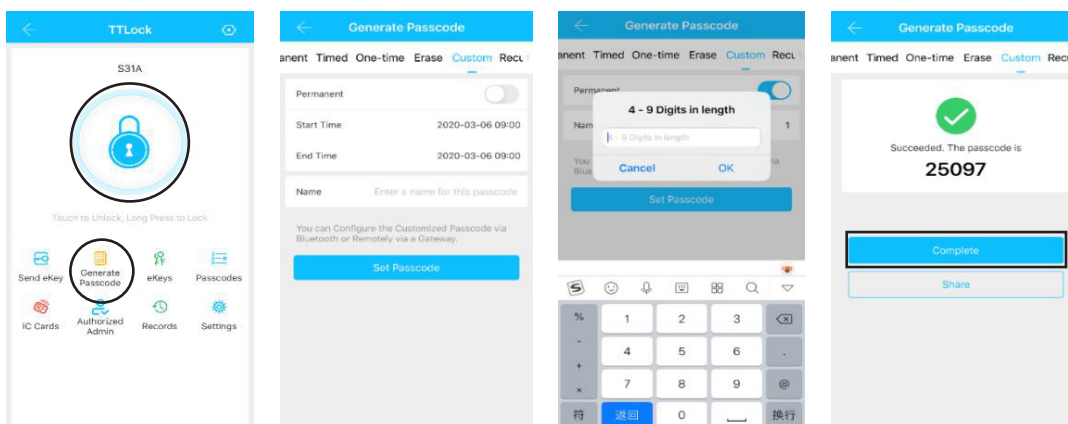 TTLock
S31A
Touch to Unlock, Long Press to Lock
Send eKey
Generate
Passcode
eKeys
Passcodes
IC Cards
Authorized
Admin
Records
Settings
Generate Passcode
anent Timed One-time Erase Custom Recu
Permanent
Start Time 2020-03-06 09:00
End Time 2020-03-06 09:00
Name Enter a name for this passcode
You can Configure the Customized Passcode via
Bluetooth or Remotely via a Gateway.
Set Passcode
Generate Passcode
anent Timed One-time Erase Custom Recu
Permanent
4 - 9 Digits in length
Nam 1
4 - 9 Digits in length
You via
Blue
Cancel OK
Set Passcode
S
% 1 2 3
- 4 5 6 .
+
× 7 8 9 @
符 返回 0 换行
Generate Passcode
anent Timed One-time Erase Custom Recu
Succeeded. The passcode is
25097
Complete
Share